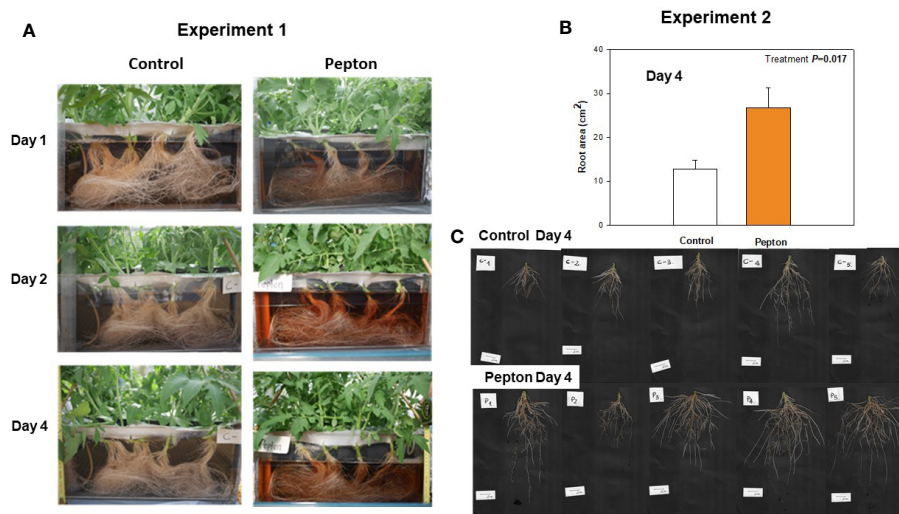 A
Experiment 1
Control
Pepton
Day 1
Day 2
Day 4
C-
C-
Experiment 2
B
40
30
20
10
0
Root area (cm2)
Day 4
Treatment P=0.017
Control
Pepton
C
Control Day 4
C-1
C-2
C-3
C-4
C-5
Pepton Day 4
P1
P2
P3
P4
P5